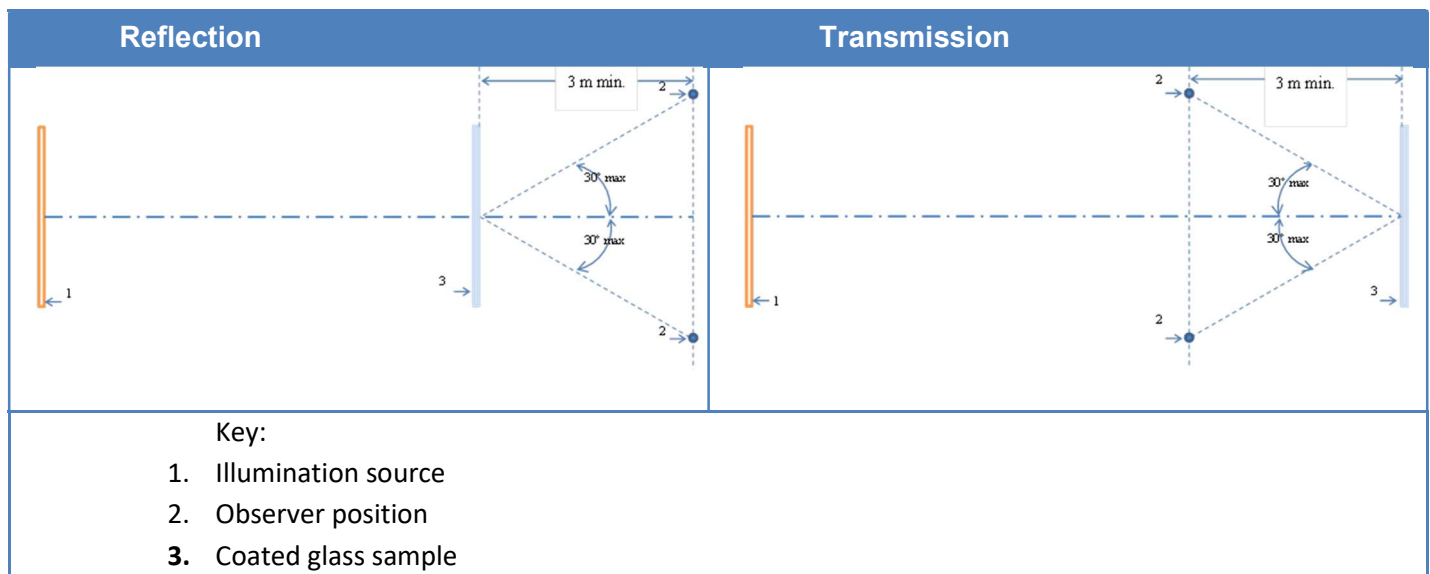 Reflection
Transmission
3 m min.
2
30° max
30° max
3
1
2
2
3 m min.
30° max
30° max
3
1
2
Key:
1. Illumination source
2. Observer position
3. Coated glass sample